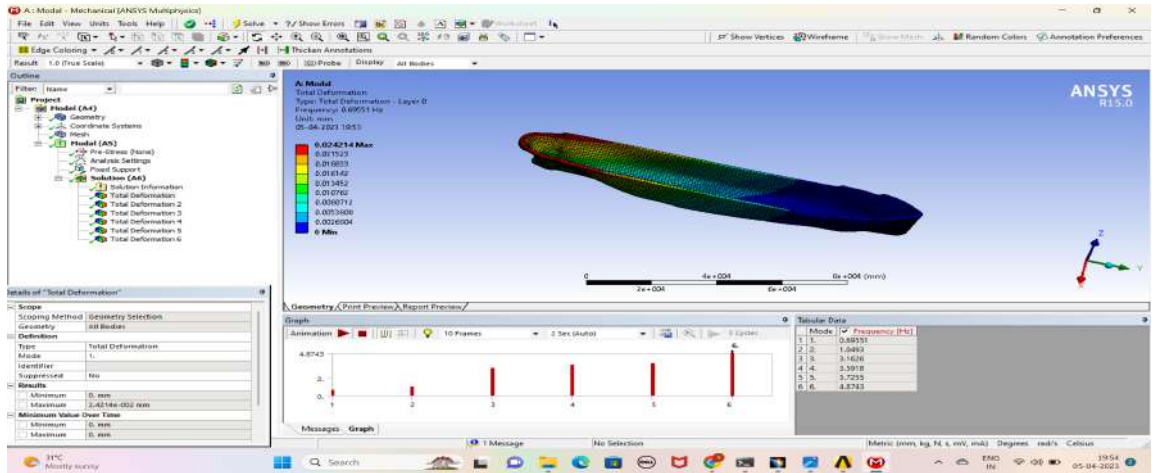 A : Modal - Mechanical [ANSYS Multiphysics]
File Edit View Units Tools Help Solve ?/ Show Errors Worksheet
Show Vertices Wireframe Show Mesh Random Colors Annotation Preferences
Edge Coloring Thicken Annotations
Result 1.0 (True Scale) Probe Display All Bodies
Outline
Filter: Name
Project
Model (A4)
Geometry
Coordinate Systems
Mesh
Modal (A5)
Pre-Stress (None)
Analysis Settings
Fixed Support
Solution (A6)
Solution Information
Total Deformation
Total Deformation 2
Total Deformation 3
Total Deformation 4
Total Deformation 5
Total Deformation 6
A: Modal
Total Deformation
Type: Total Deformation - Layer 0
Frequency: 0.69551 Hz
Unit: mm
05-04-2023 19:53
0.024214 Max
0.021523
0.018833
0.016142
0.013452
0.010762
0.0080712
0.0053808
0.0026904
0 Min
ANSYS
R15.0
Z
Y
0 4e+004 8e+004 (mm)
2e+004 6e+004
Geometry Print Preview Report Preview
Details of "Total Deformation"
Scope
Scoping Method Geometry Selection
Geometry All Bodies
Definition
Type Total Deformation
Mode 1.
Identifier
Suppressed No
Results
Minimum 0. mm
Maximum 2.4214e-002 mm
Minimum Value Over Time
Minimum 0. mm
Maximum 0. mm
Graph
Animation 10 Frames 2 Sec (Auto) 3 Cycles
6.
4.8743
2.
0.
1 2 3 4 5 6
Messages Graph
Tabular Data
Mode Frequency [Hz]
1 1. 0.69551
2 2. 1.0493
3 3. 3.1626
4 4.
5 5. 3.7255
6 6. 4.8743
1 Message No Selection Metric (mm, kg, N, s, mV, mA) Degrees rad/s Celsius
31°C
Mostly sunny
Search
ENG
IN
19:54
05-04-2023